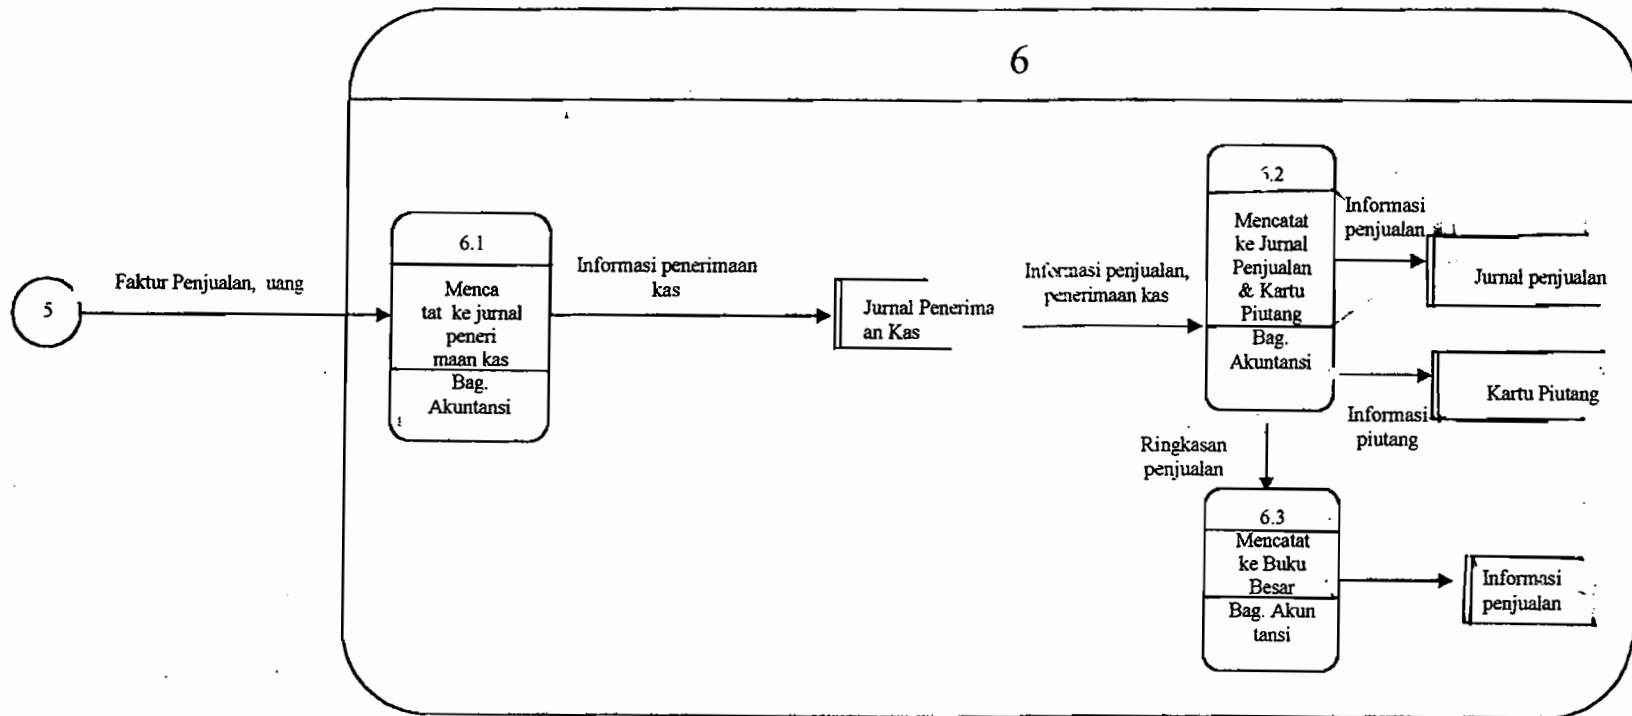 6
5
Faktur Penjualan, uang
6.1
Menca
tat ke jurnal
peneri
maan kas
Bag.
Akuntansi
Informasi penerimaan
kas
Jurnal Penerima
an Kas
Informasi penjualan,
penerimaan kas
6.2
Mencatat
ke Jurnal
Penjualan
& Kartu
Piutang
Bag.
Akuntansi
Informasi
penjualan
Jurnal penjualan
Kartu Piutang
Informasi
piutang
Ringkasan
penjualan
6.3
Mencatat
ke Buku
Besar
Bag. Akun
tansi
Informasi
penjualan